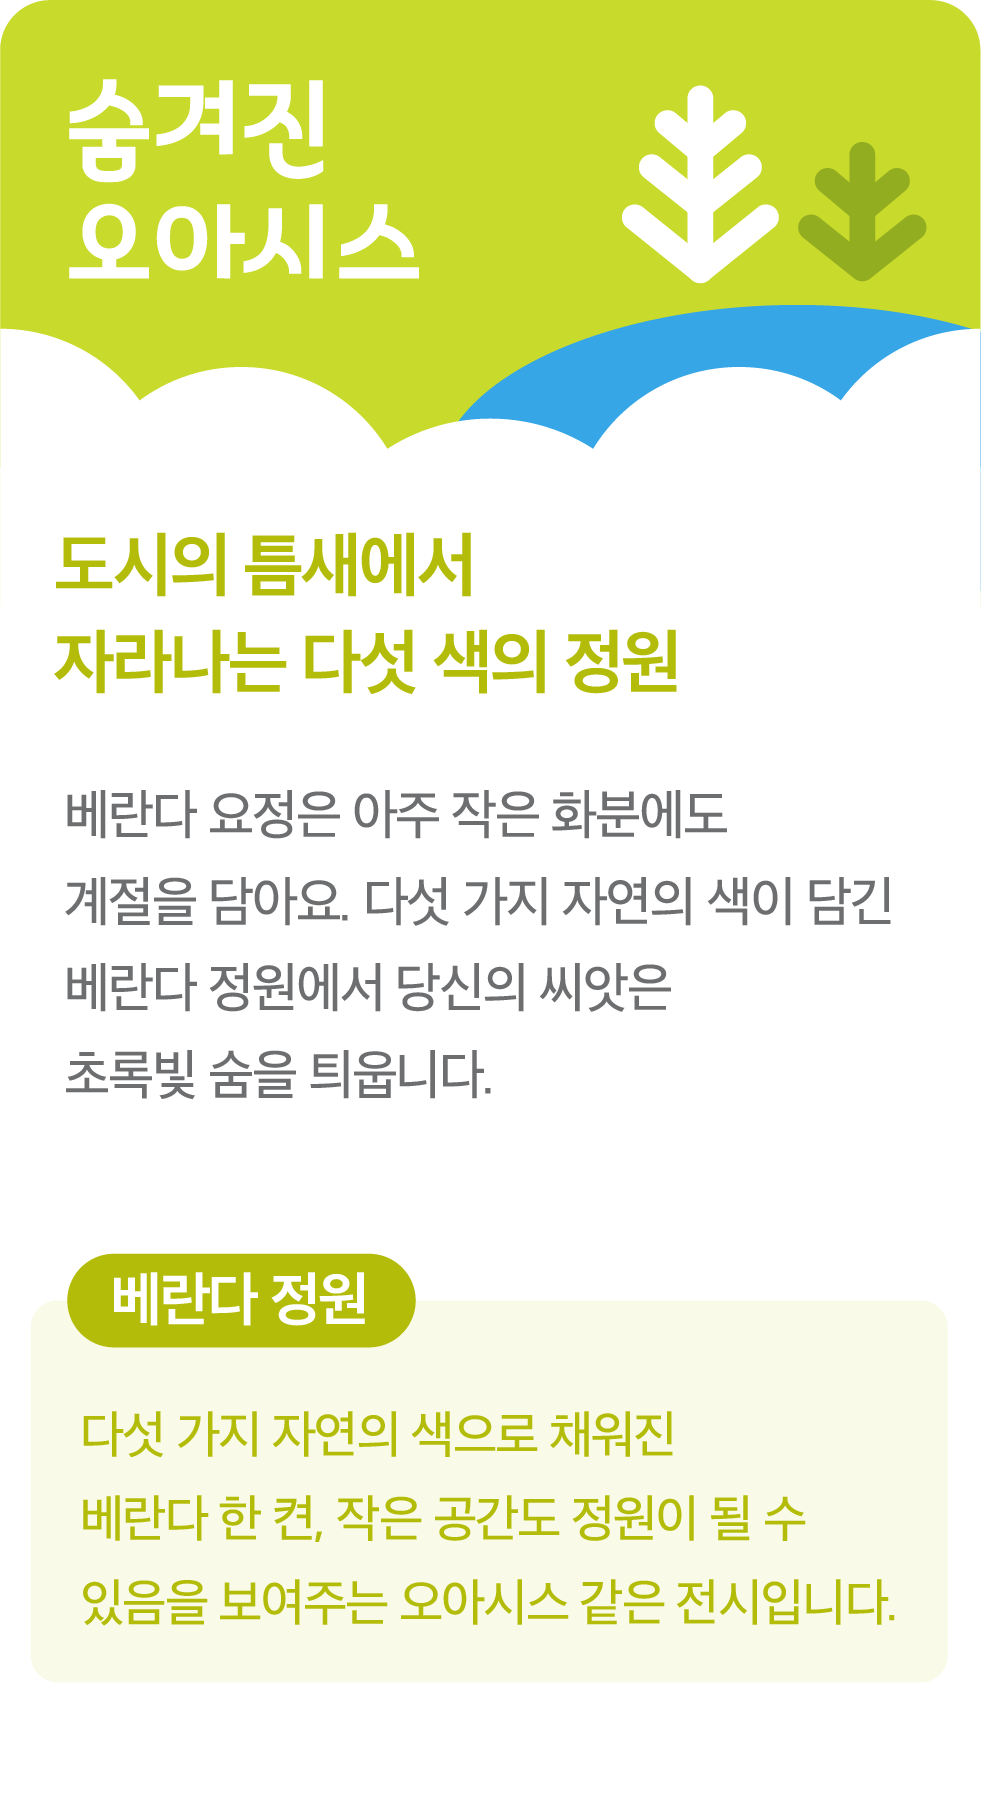 숨겨진
오아시스
도시의 틈새에서
자라나는 다섯 색의 정원
베란다 요정은 아주 작은 화분에도
계절을 담아요. 다섯 가지 자연의 색이 담긴
베란다 정원에서 당신의 씨앗은
초록빛 숨을 틔웁니다.
베란다 정원
다섯 가지 자연의 색으로 채워진
베란다 한 켠, 작은 공간도 정원이 될 수
있음을 보여주는 오아시스 같은 전시입니다.